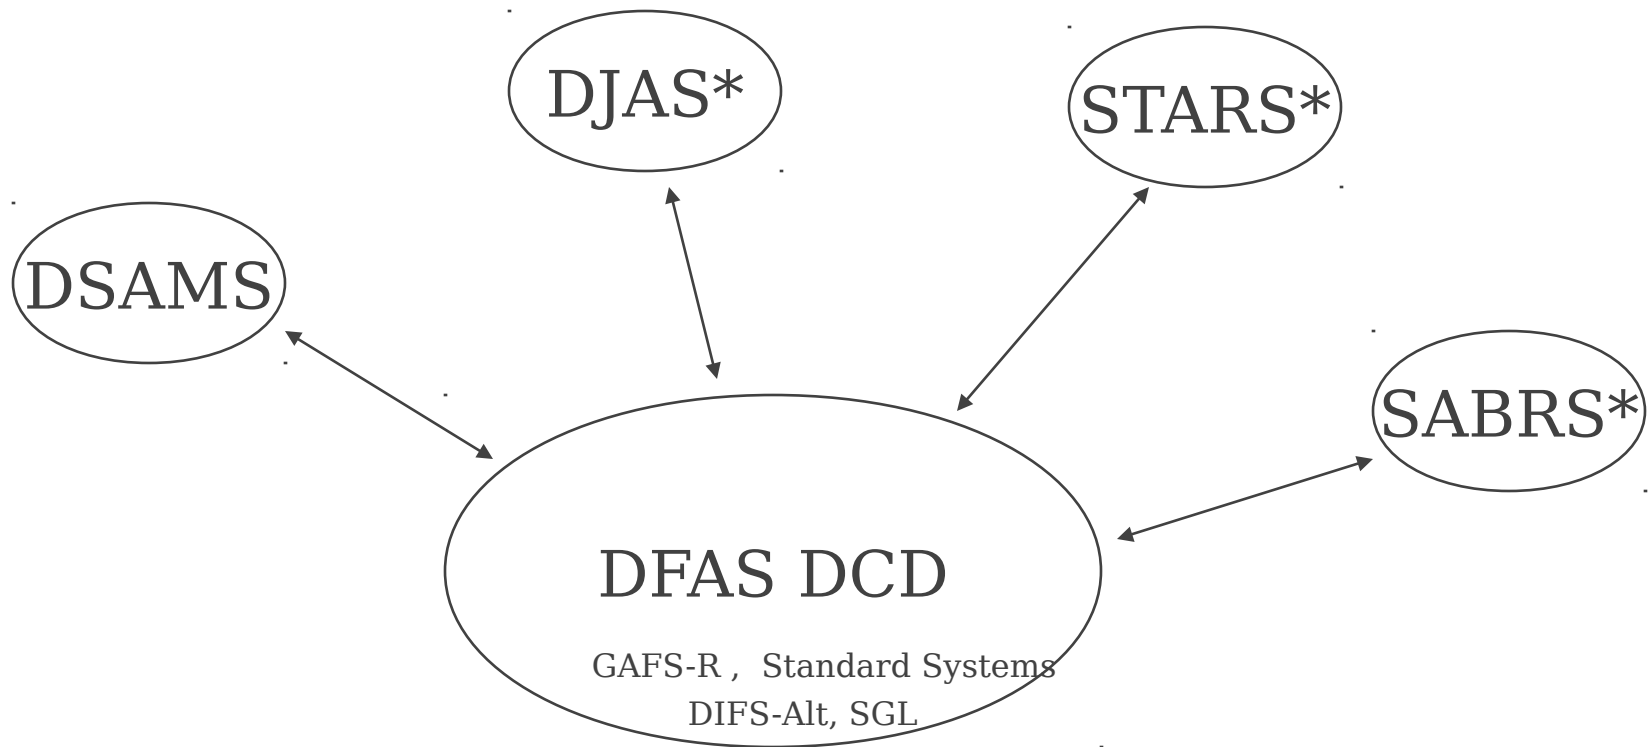 DJAS*
STARS*
DSAMS
SABRS*
DFAS DCD
GAFS-R ,  Standard Systems
DIFS-Alt, SGL